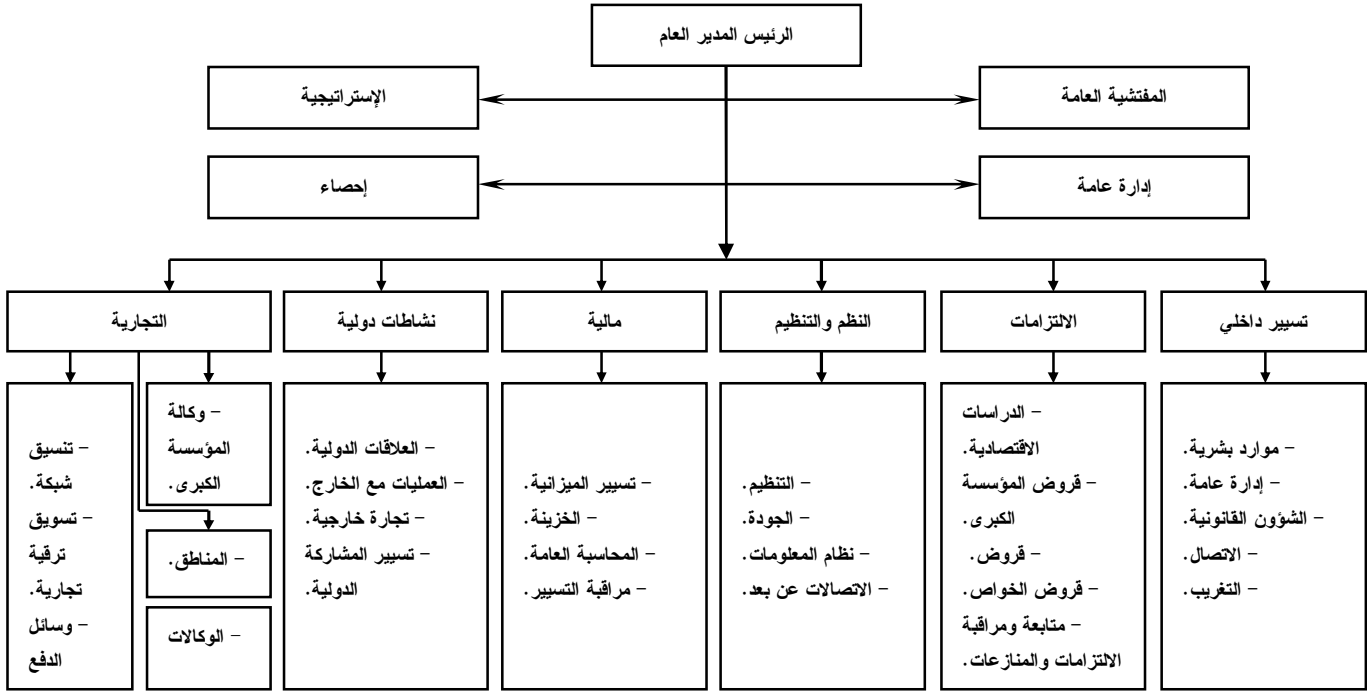 الرئيس المدير العام
المفتشية العامة
الإستراتيجية
إدارة عامة
إحصاء
تسيير داخلي
الالتزامات
النظم والتنظيم
مالية
نشاطات دولية
التجارية
– موارد بشرية.
– إدارة عامة.
– الشؤون القانونية.
– الاتصال.
– التغريب.
– الدراسات
الاقتصادية.
– قروض المؤسسة
الكبرى.
– قروض.
– قروض الخواص.
– متابعة ومراقبة
الالتزامات والمنازعات.
– التنظيم.
– الجودة.
– نظام المعلومات.
– الاتصالات عن بعد.
– تسيير الميزانية.
– الخزينة.
– المحاسبة العامة.
– مراقبة التسيير.
– العلاقات الدولية.
– العمليات مع الخارج.
– تجارة خارجية.
– تسيير المشاركة
الدولية.
– وكالة
المؤسسة
الكبرى.
– المناطق.
– الوكالات
– تنسيق
شبكة.
– تسويق
ترقية
تجارية.
– وسائل
الدفع